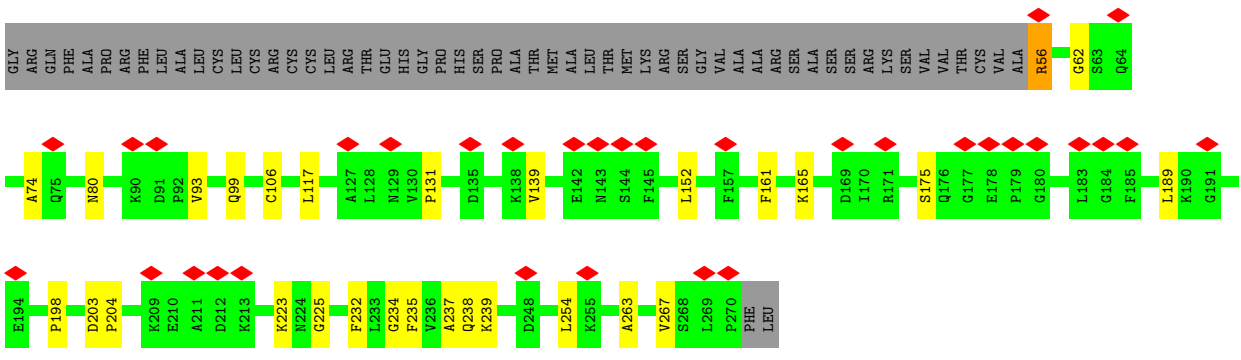 GLY ARG GLN PHE ALA PRO ARG PHE LEU ALA LEU CYS LEU CYS ARG CYS CYS LEU ARG THR GLU HIS GLY PRO HIS SER PRO ALA THR MET ALA LEU THR MET LYS ARG SER GLY VAL ALA ALA ARG SER ALA SER SER ARG LYS SER VAL VAL THR CYS VAL ALA R56 G62 S63 Q64
A74 Q75 N80 K90 D91 P92 V93 Q99 C106 L117 A127 L128 N129 V130 P131 D135 K138 V139 E142 N143 S144 F145 L152 F157 F161 K165 D169 I170 R171 S175 Q176 G177 E178 P179 G180 L183 G184 F185 L189 K190 G191
E194 P198 D203 P204 K209 E210 A211 D212 K213 K223 N224 G225 F232 L233 G234 F235 V236 A237 Q238 K239 D248 L254 K255 A263 V267 S268 L269 P270 PHE LEU